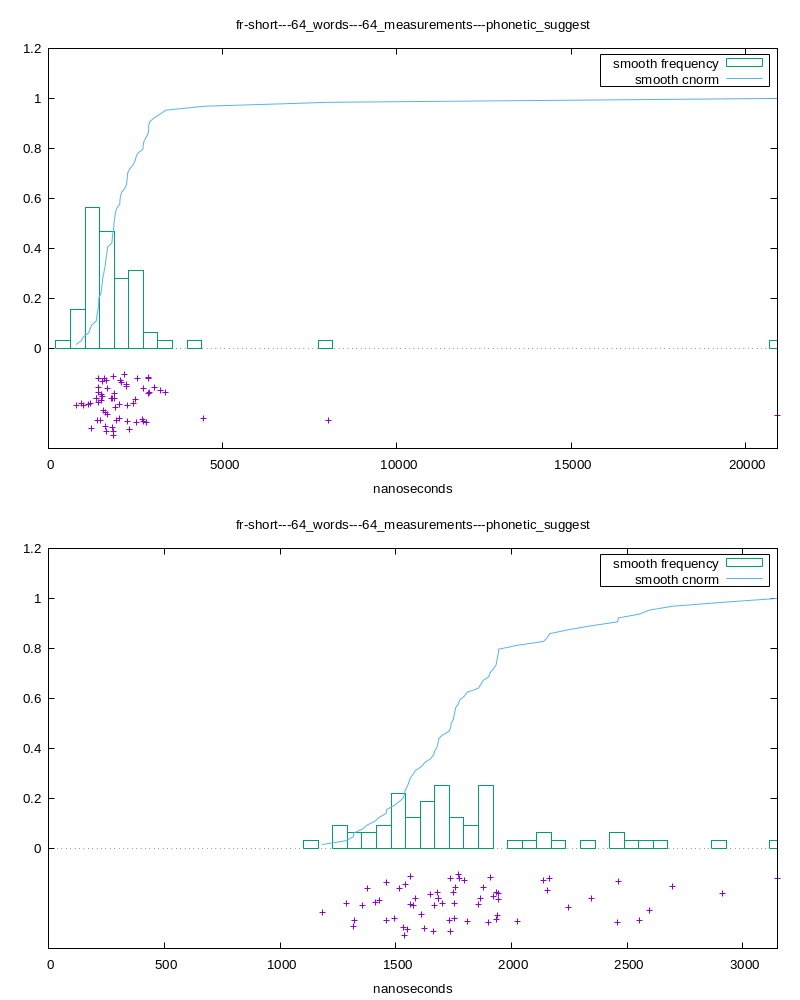 fr-short---64_words---64_measurements---phonetic_suggest
1.2
smooth frequency
smooth cnorm
1
0.8
0.6
0.4
0.2
0
0 5000 10000 15000 20000
nanoseconds
fr-short---64_words---64_measurements---phonetic_suggest
1.2
smooth frequency
smooth cnorm
1
0.8
0.6
0.4
0.2
0
0 500 1000 1500 2000 2500 3000
nanoseconds